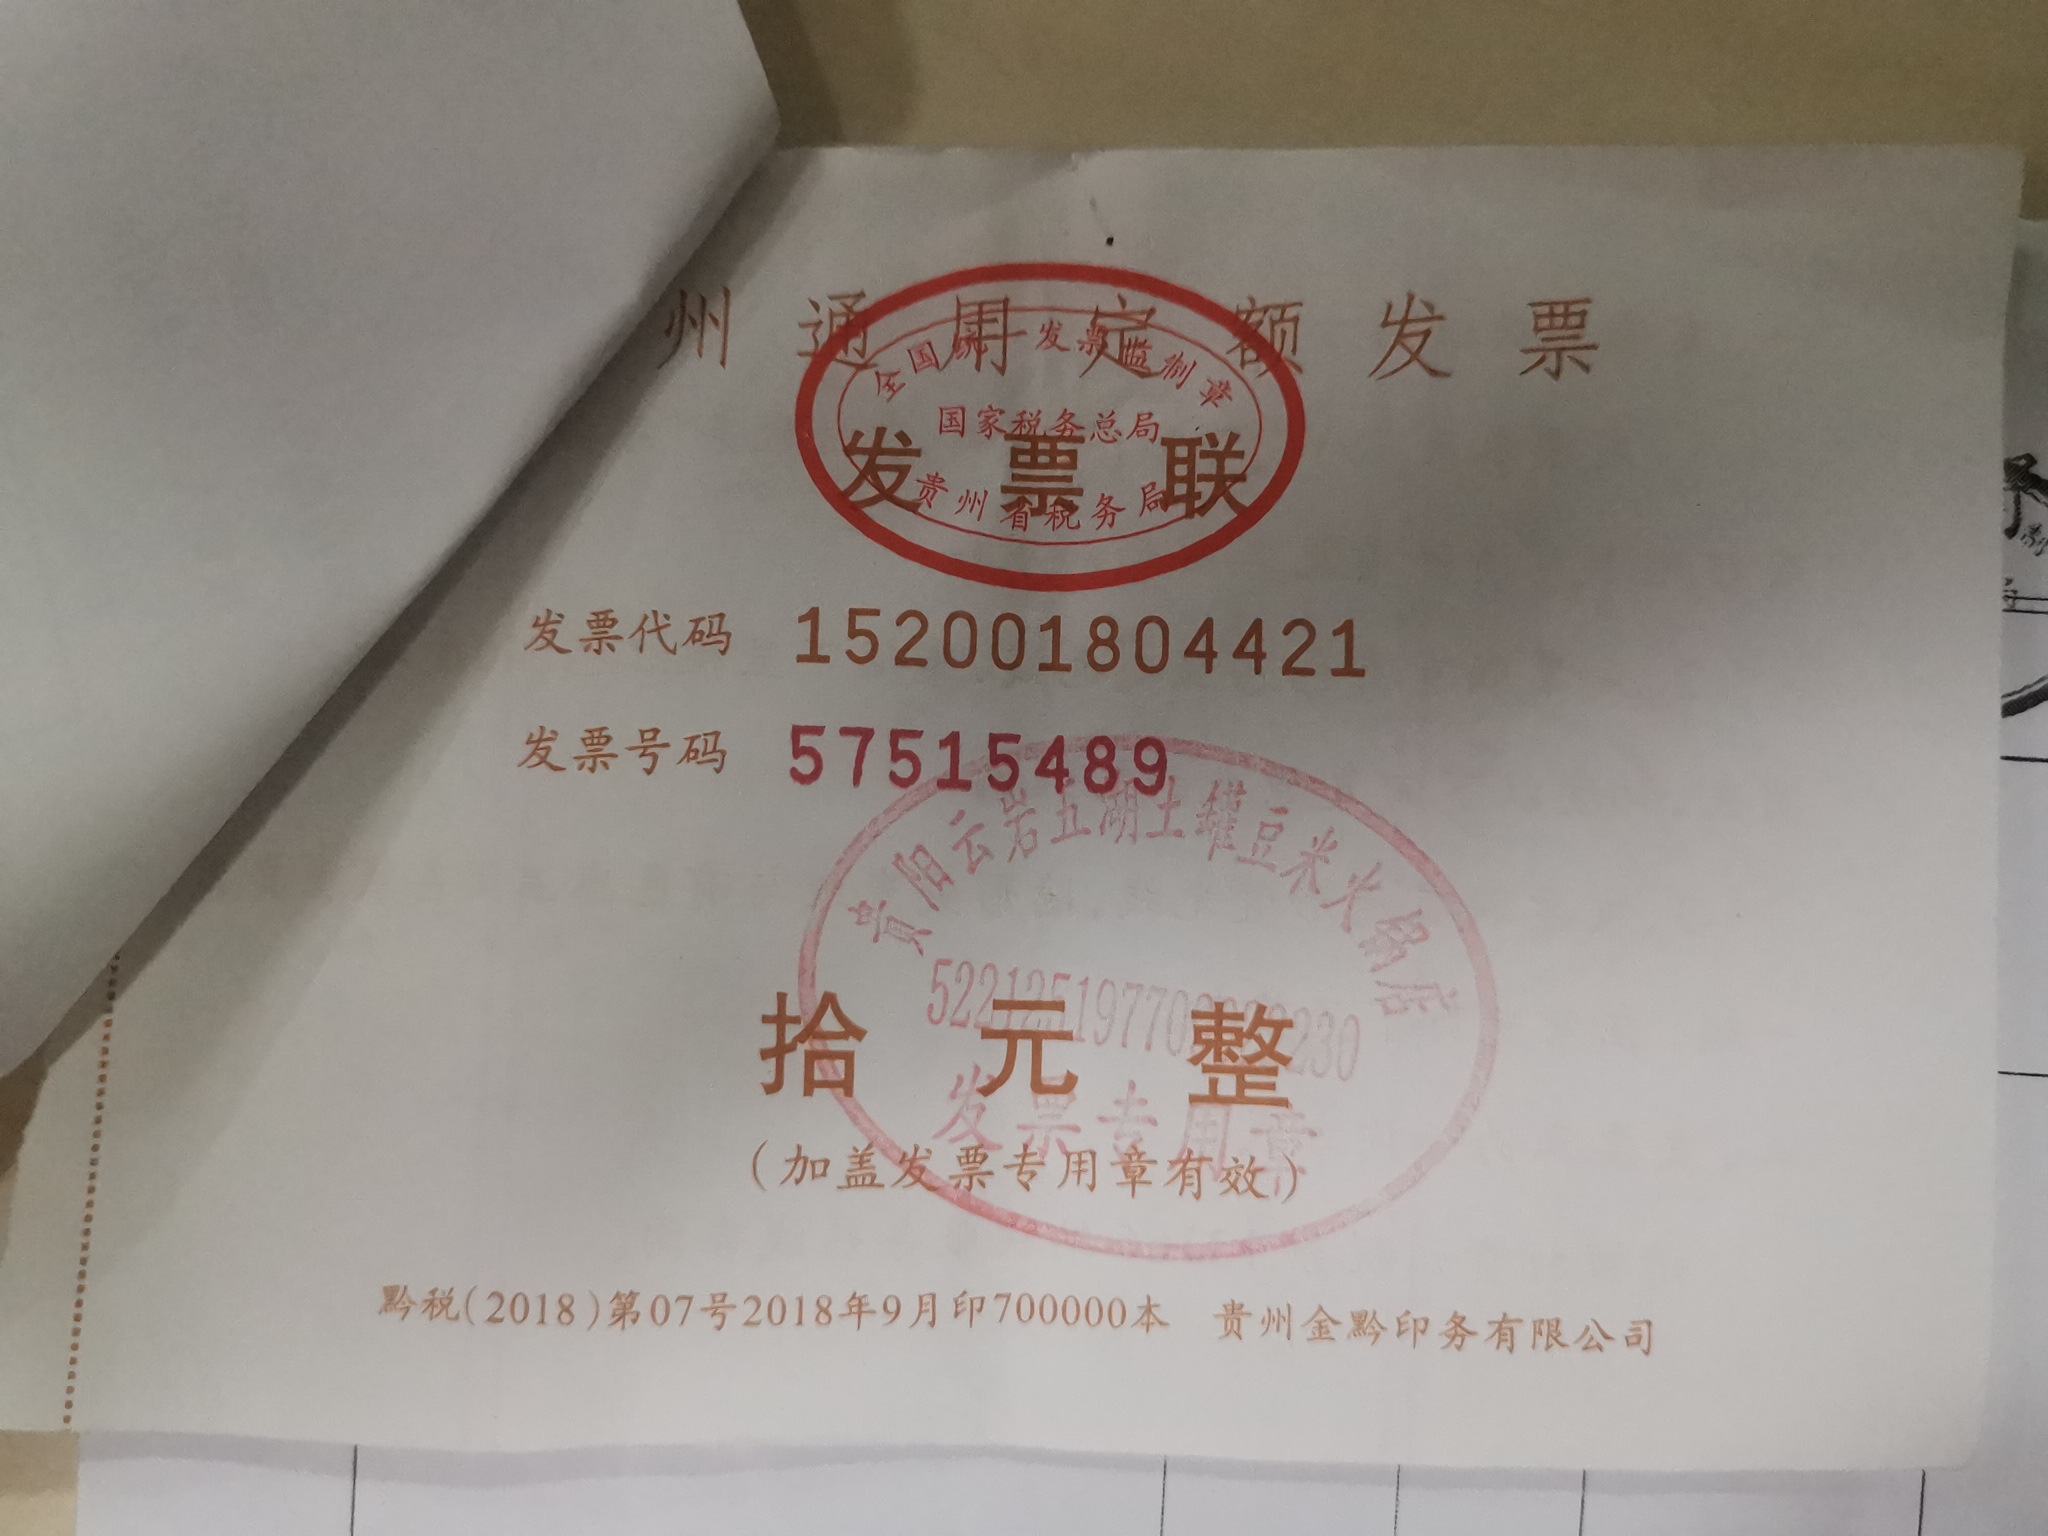 州通用定额发票
全国统一发票监制章
国家税务总局
发票联
贵州省税务局
发票代码 152001804421
发票号码 57515489
贵阳云岩五湖土罐豆米火锅店
拾元整
发票专用章
(加盖发票专用章有效)
黔税(2018)第07号2018年9月印700000本 贵州金黔印务有限公司